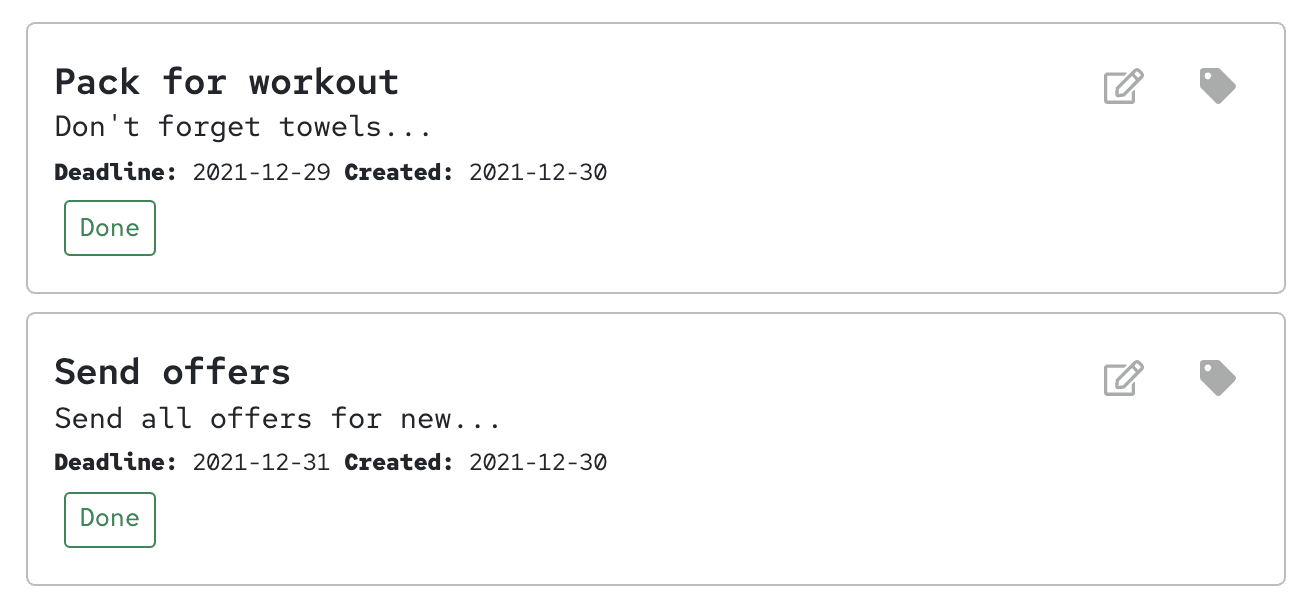 Pack for workout
Don't forget towels...
Deadline: 2021-12-29 Created: 2021-12-30
Done
Send offers
Send all offers for new...
Deadline: 2021-12-31 Created: 2021-12-30
Done